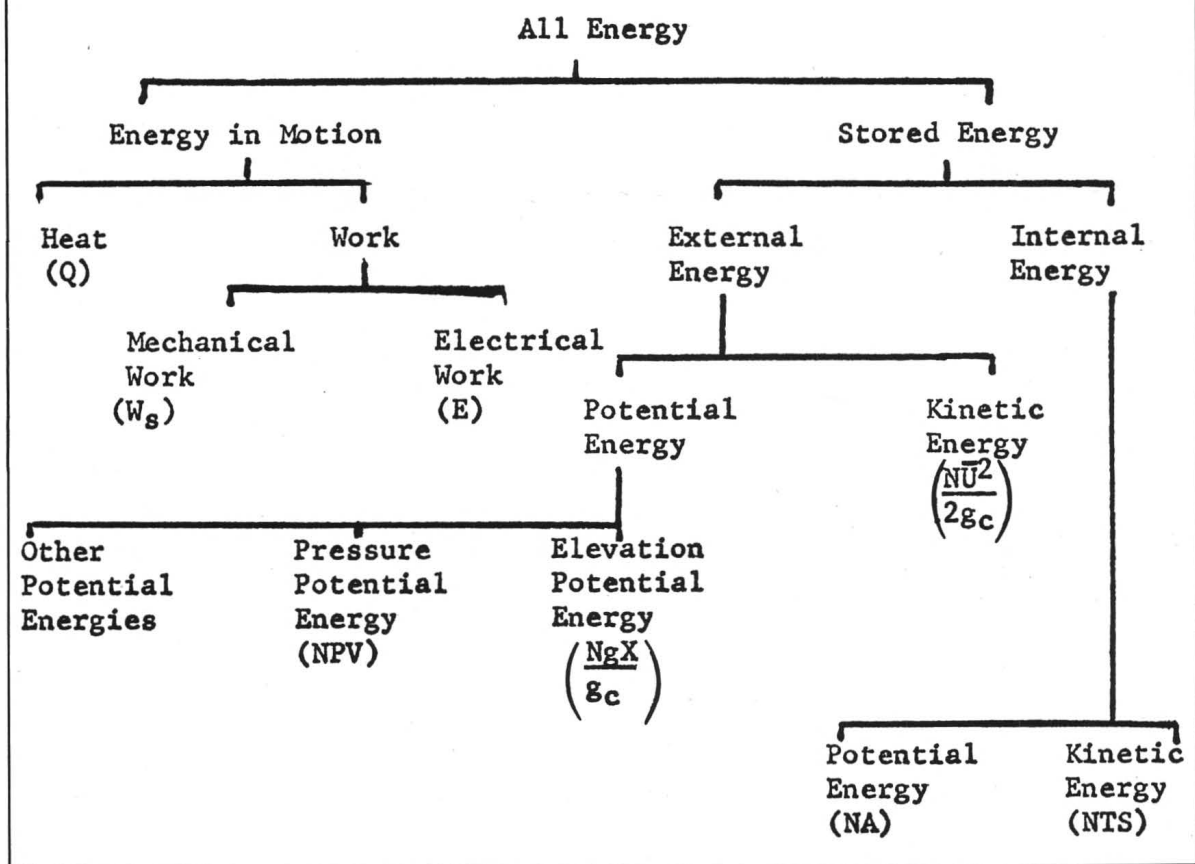 All Energy
Energy in Motion
Stored Energy
Heat
(Q)
Work
External
Energy
Internal
Energy
Mechanical
Work
(Ws)
Electrical
Work
(E)
Potential
Energy
Kinetic
Energy
(NŪ²
2gc)
Other
Potential
Energies
Pressure
Potential
Energy
(NPV)
Elevation
Potential
Energy
(NgX
gc)
Potential
Energy
(NA)
Kinetic
Energy
(NTS)